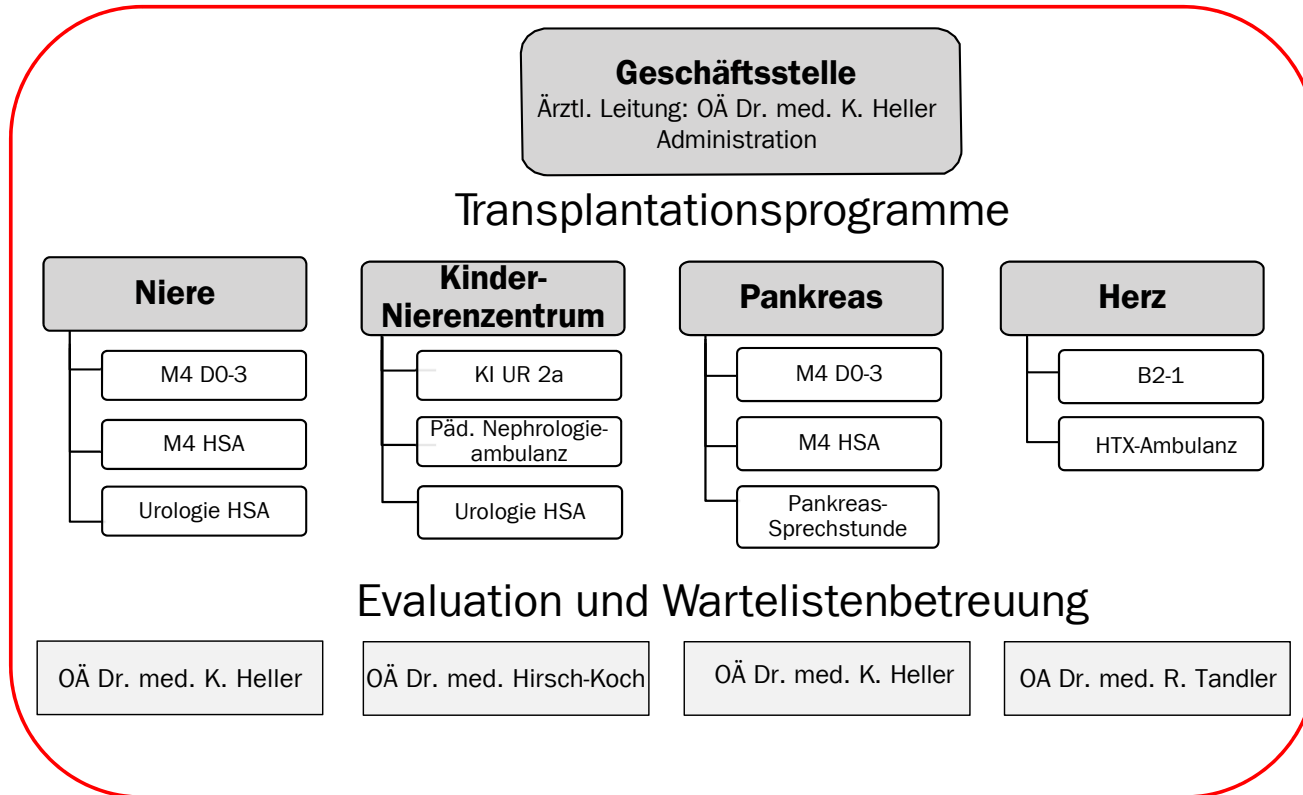 Geschäftsstelle
Ärztl. Leitung: OÄ Dr. med. K. Heller
Administration
Transplantationsprogramme
Niere
M4 D0-3
M4 HSA
Urologie HSA
Kinder-
Nierenzentrum
KI UR 2a
Päd. Nephrologie-
ambulanz
Urologie HSA
Pankreas
M4 D0-3
M4 HSA
Pankreas-
Sprechstunde
Herz
B2-1
HTX-Ambulanz
Evaluation und Wartelistenbetreuung
OÄ Dr. med. K. Heller
OÄ Dr. med. Hirsch-Koch
OÄ Dr. med. K. Heller
OA Dr. med. R. Tandler